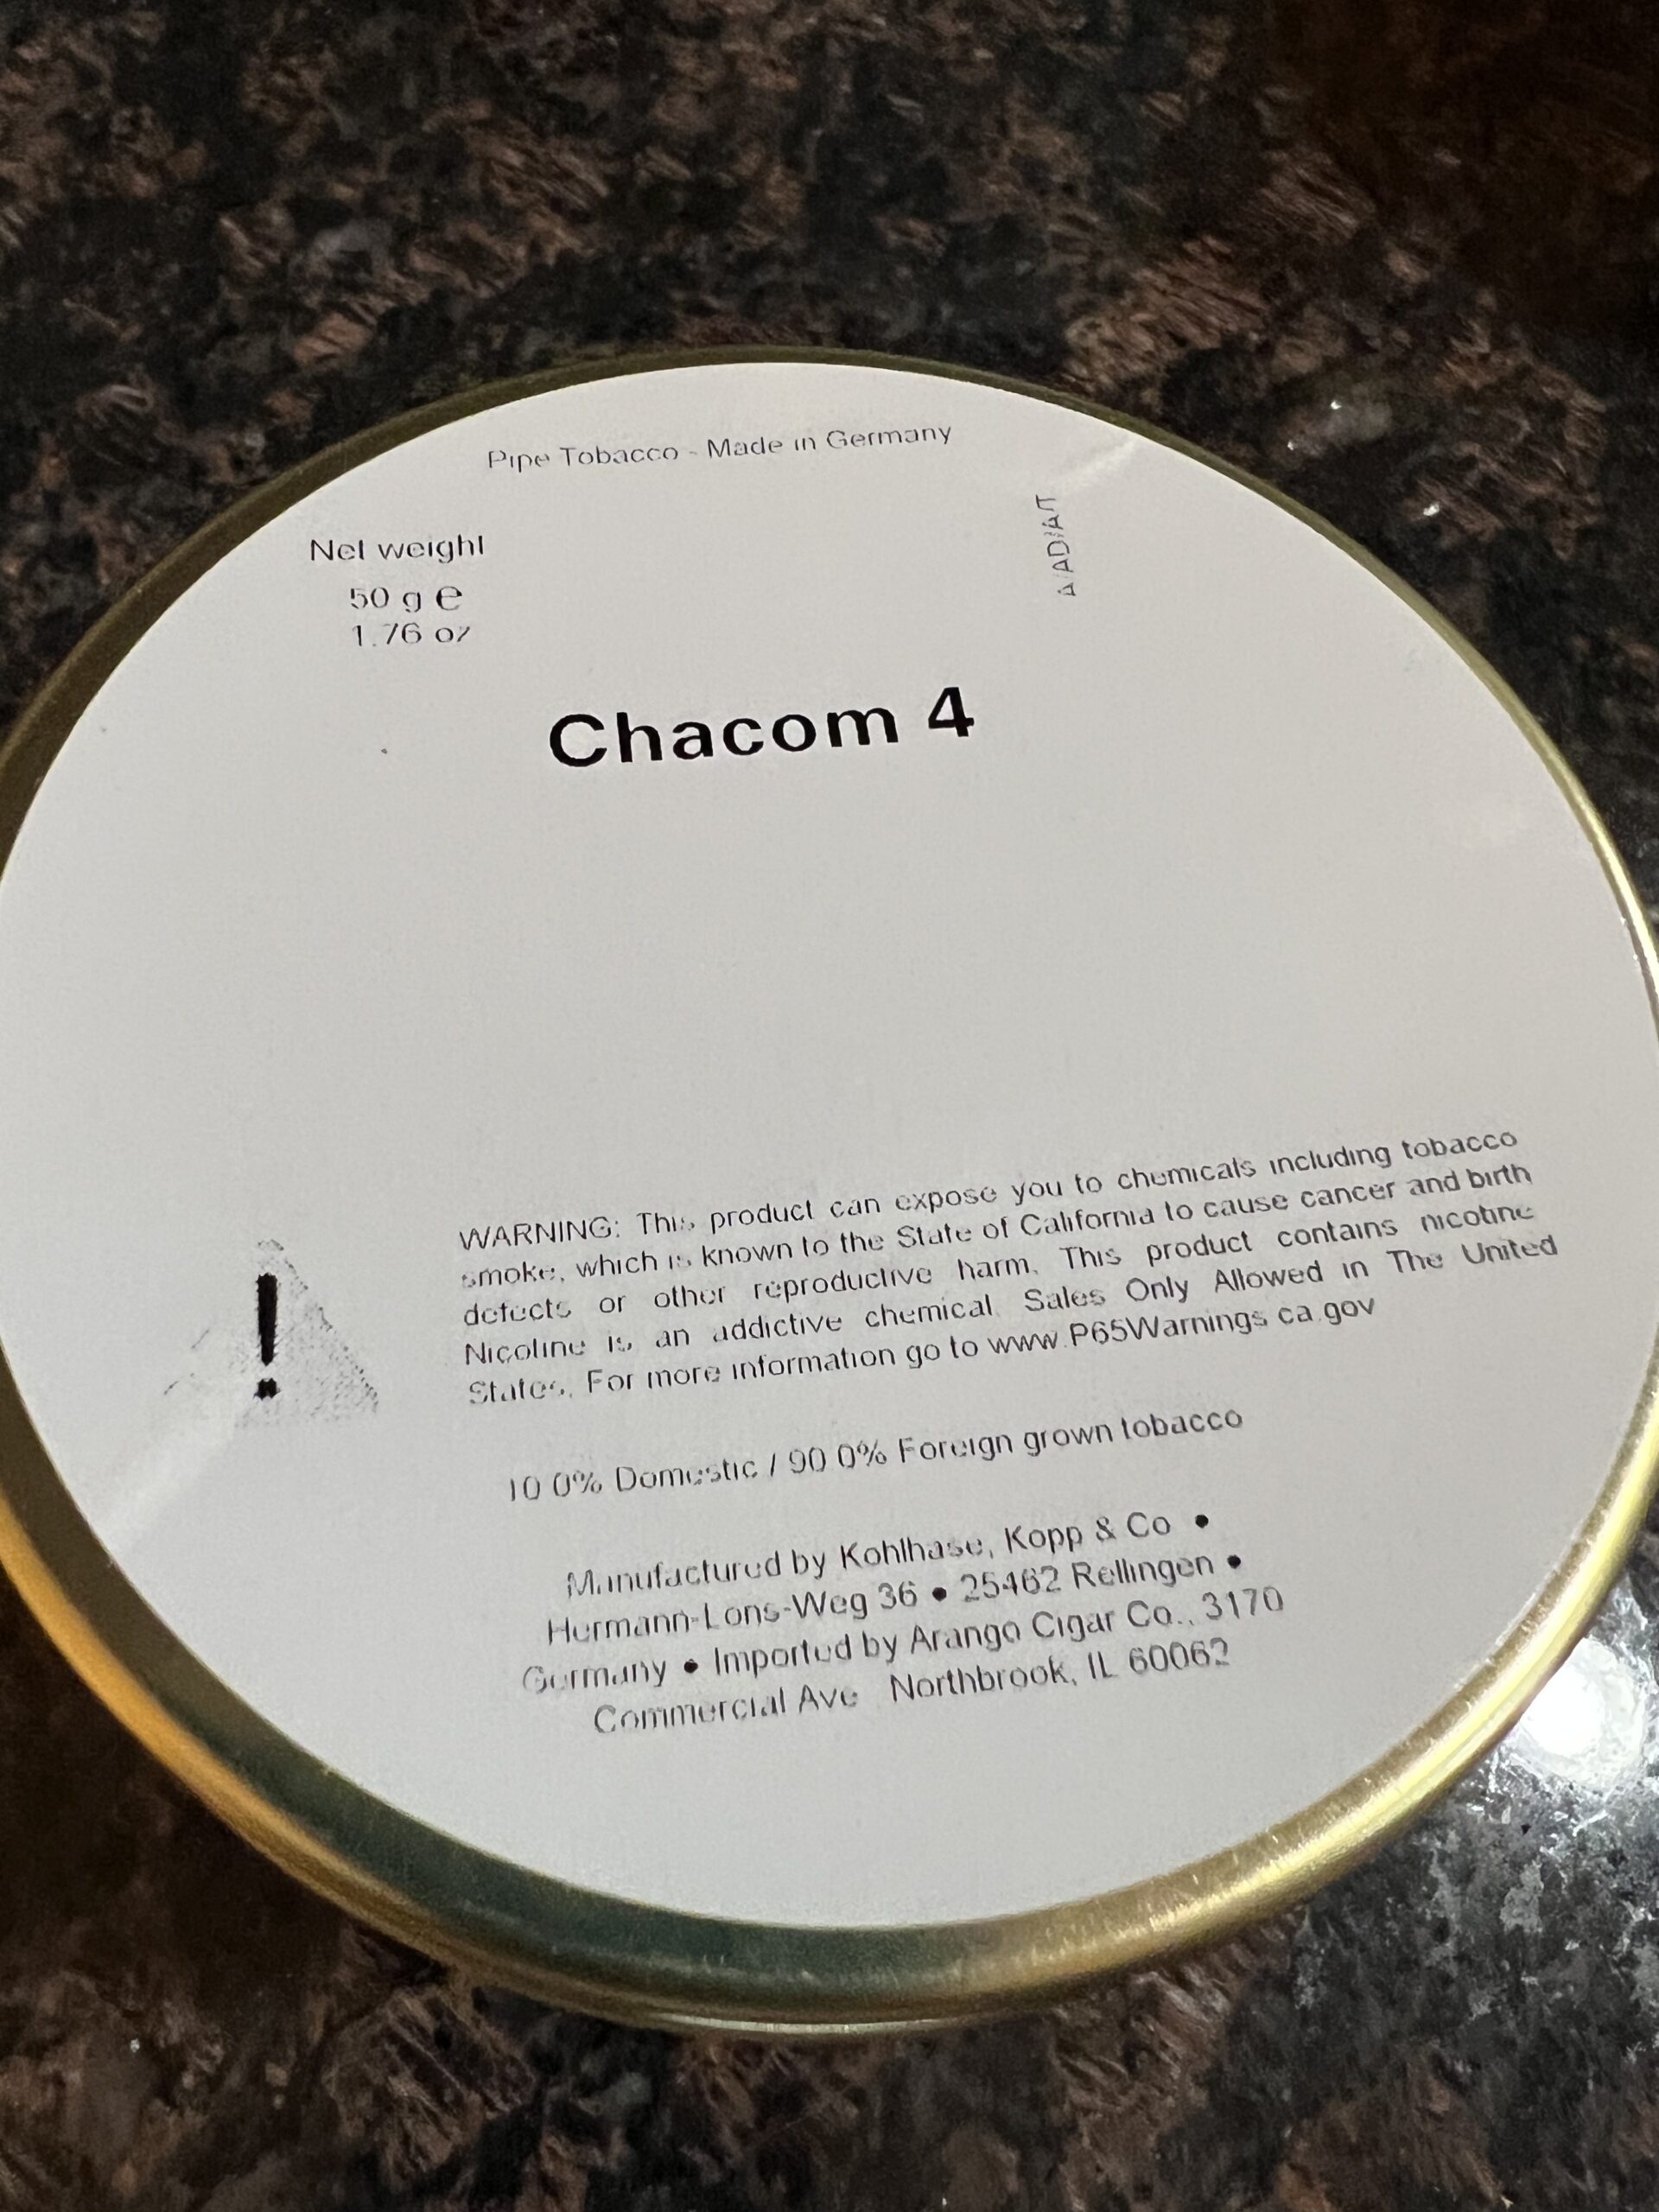 Pipe Tobacco - Made in Germany
Net weight
50 g e
1.76 oz
Chacom 4
WARNING: This product can expose you to chemicals including tobacco
smoke, which is known to the State of California to cause cancer and birth
defects or other reproductive harm. This product contains nicotine
Nicotine is an addictive chemical. Sales Only Allowed in The United
States. For more information go to www.P65Warnings.ca.gov
!
10.0% Domestic / 90.0% Foreign grown tobacco
Manufactured by Kohlhase, Kopp & Co •
Hermann-Lons-Weg 36 • 25462 Rellingen •
Germany • Imported by Arango Cigar Co., 3170
Commercial Ave Northbrook, IL 60062